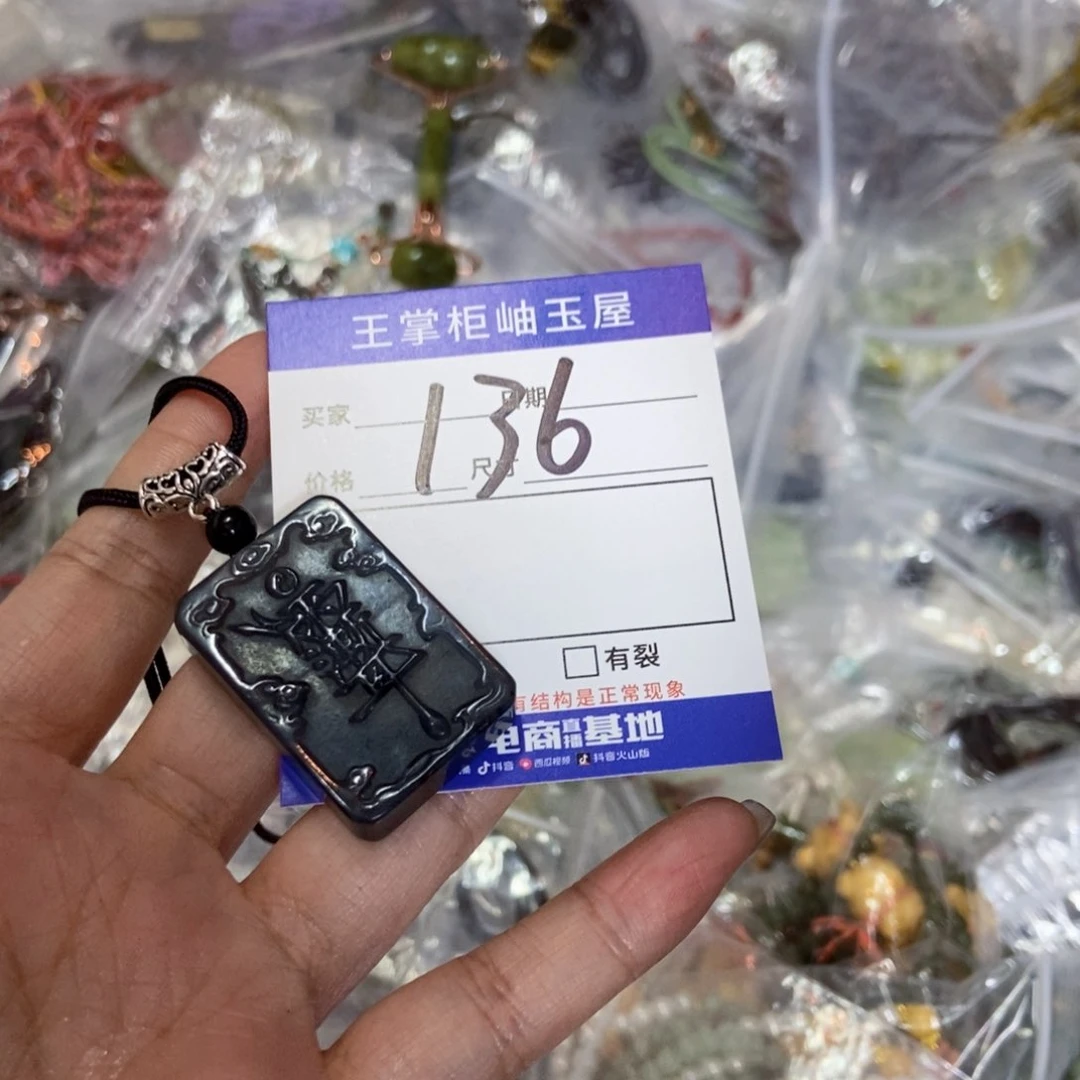 王掌柜岫玉屋
买家 日期
136
价格 尺寸
有裂
有结构是正常现象
电商直播基地
播 抖音 西瓜视频 抖音火山版